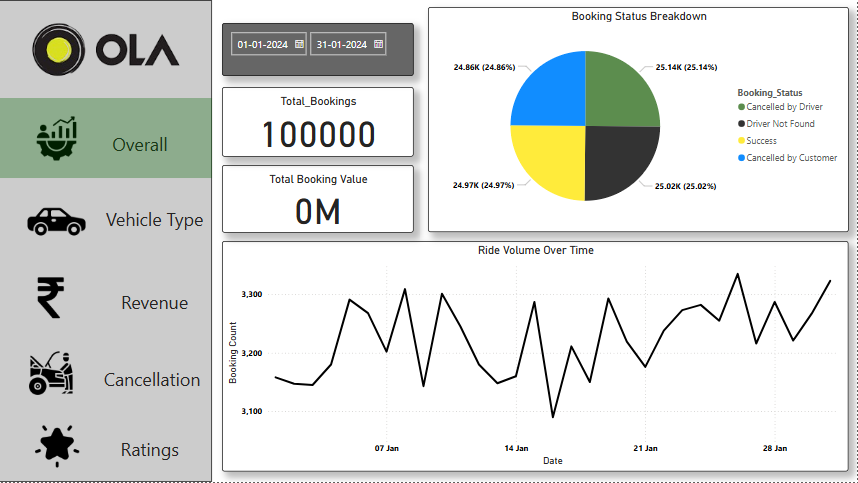 OLA
Overall
Vehicle Type
Revenue
Cancellation
Ratings
01-01-2024
31-01-2024
Total_Bookings
100000
Total Booking Value
0M
Booking Status Breakdown
24.86K (24.86%)
25.14K (25.14%)
24.97K (24.97%)
25.02K (25.02%)
Booking_Status
Cancelled by Driver
Driver Not Found
Success
Cancelled by Customer
Ride Volume Over Time
Booking Count
3,300
3,200
3,100
07 Jan
14 Jan
21 Jan
28 Jan
Date